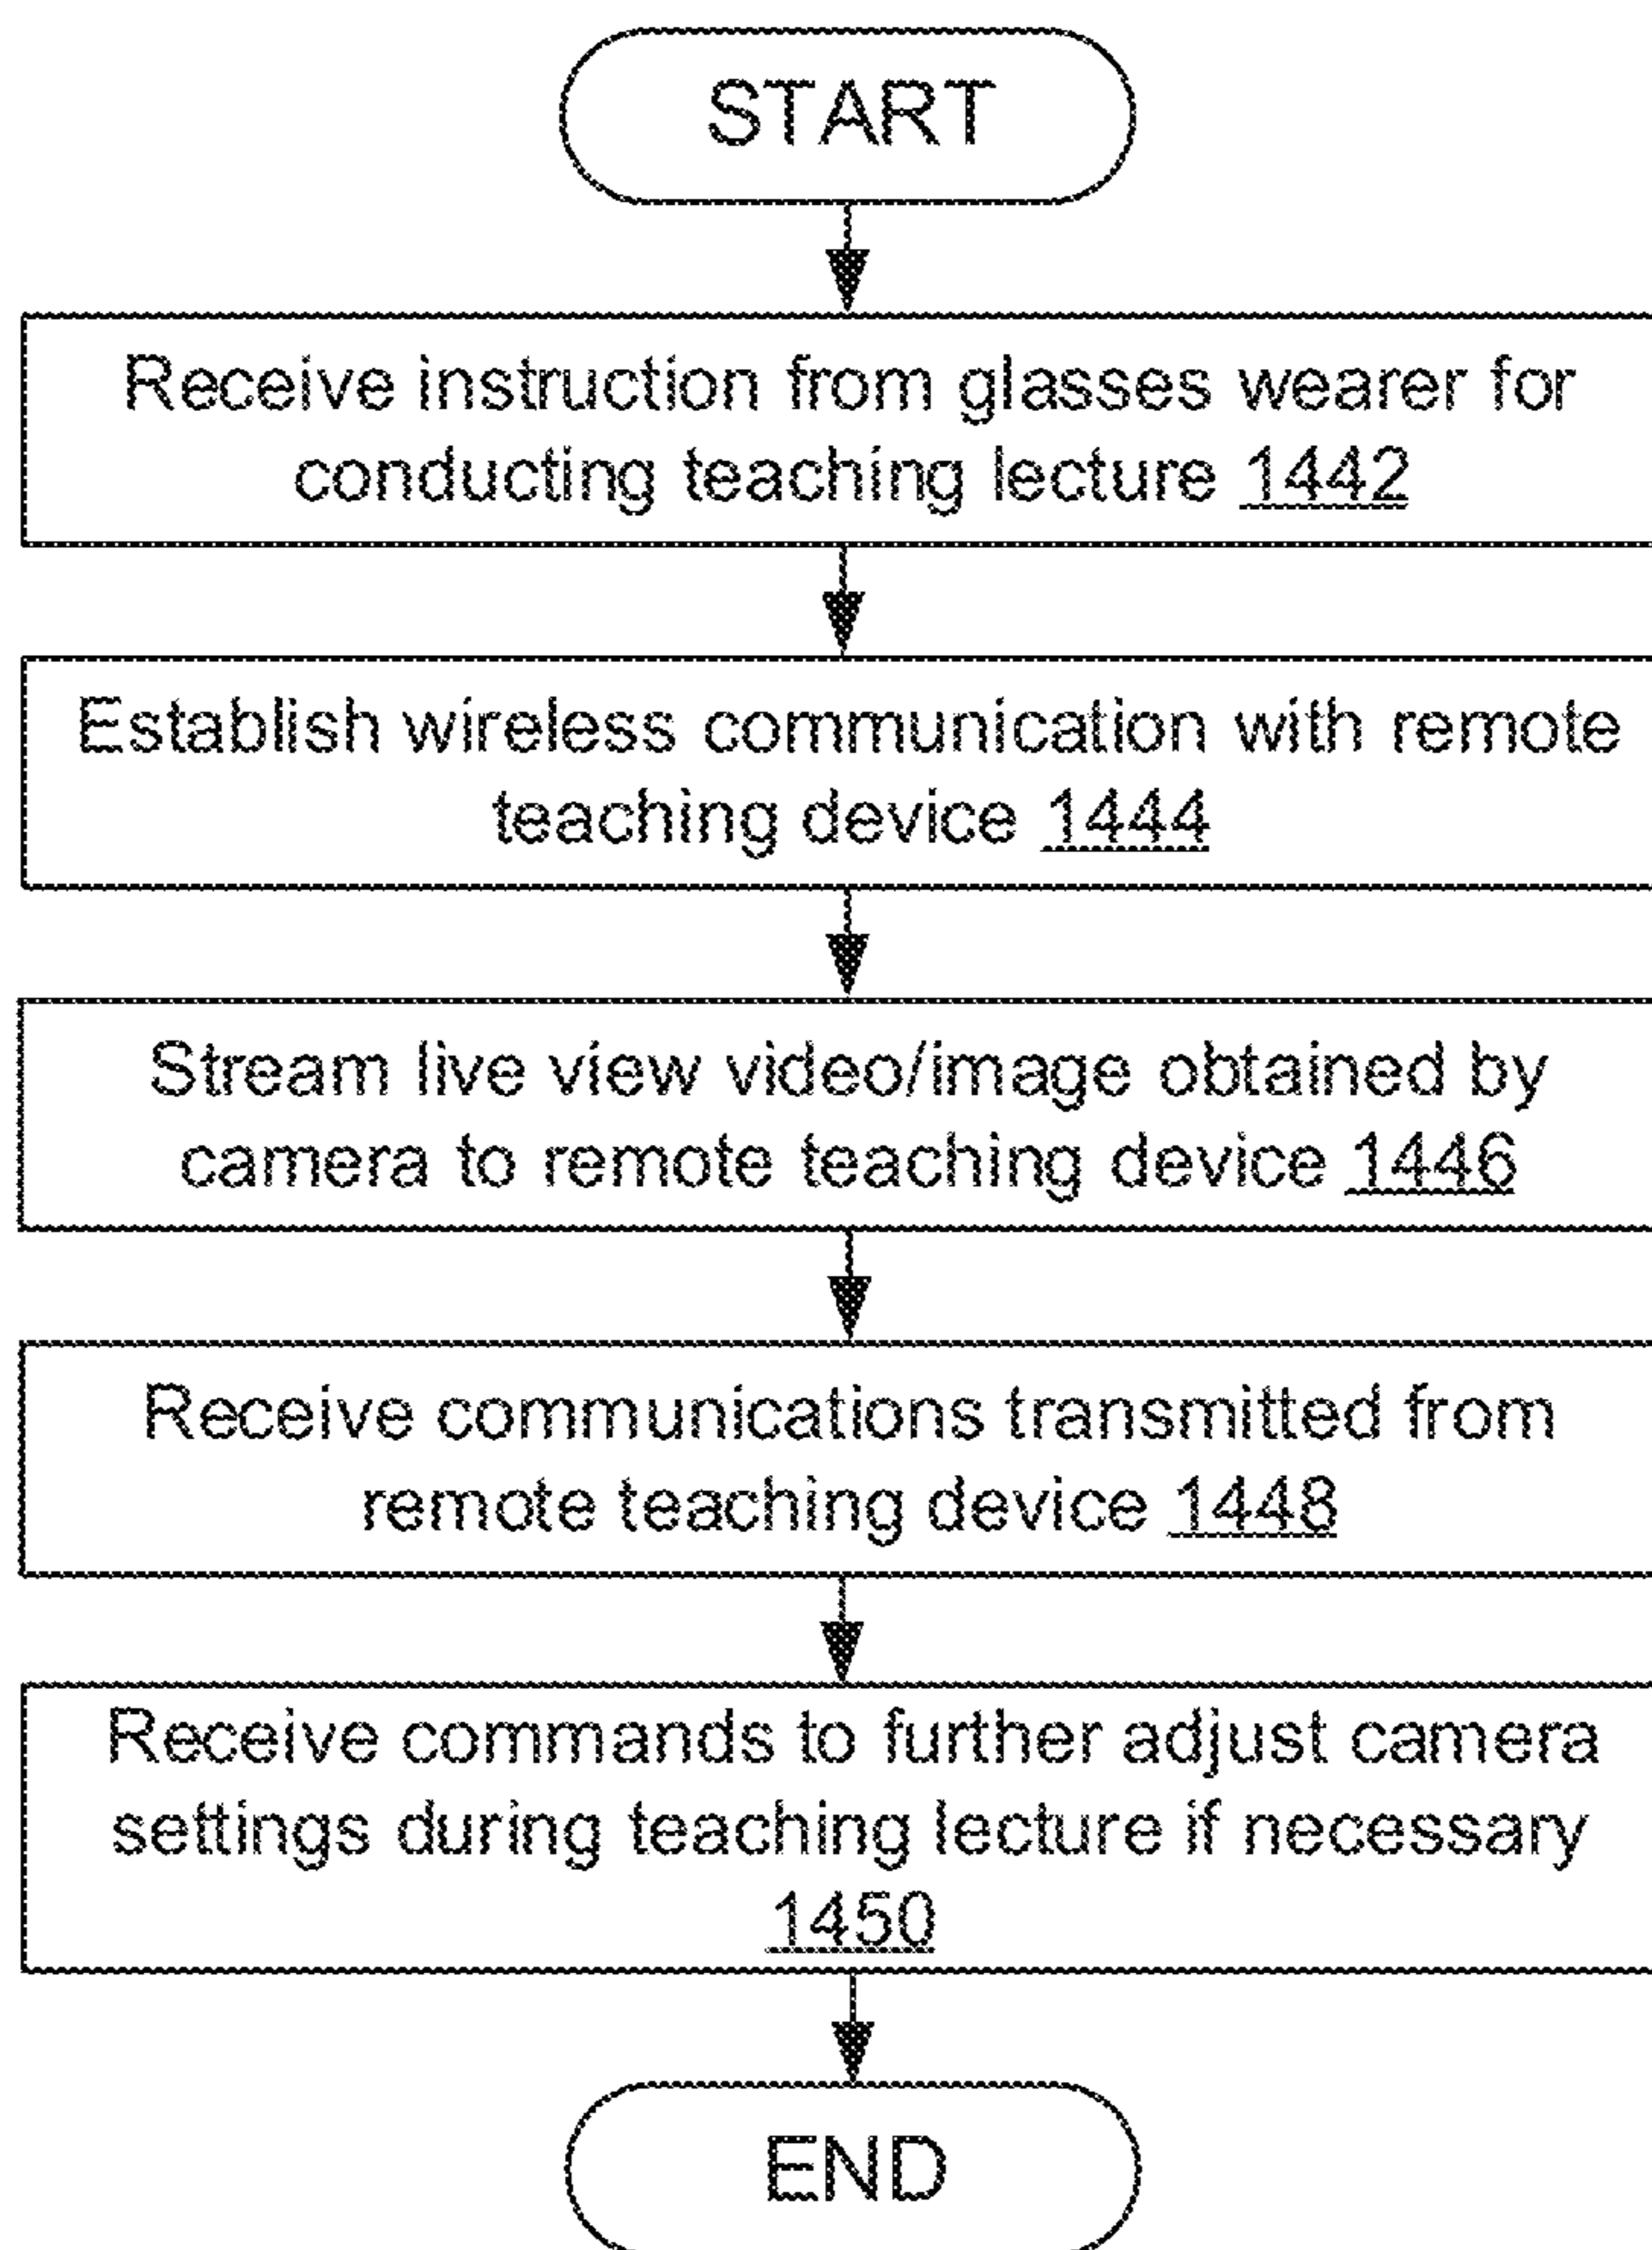 START
Receive instruction from glasses wearer for
conducting teaching lecture 1442
Establish wireless communication with remote
teaching device 1444
Stream live view video/image obtained by
camera to remote teaching device 1446
Receive communications transmitted from
remote teaching device 1448
Receive commands to further adjust camera
settings during teaching lecture if necessary
1450
END